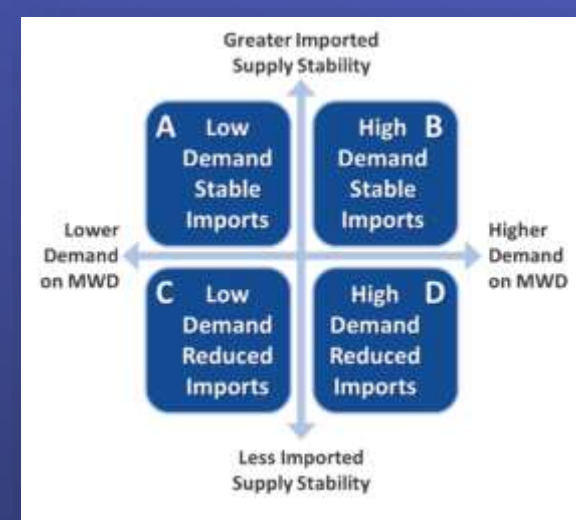 Greater Imported
Supply Stability
A Low
Demand
Stable
Imports
High B
Demand
Stable
Imports
Lower
Demand
on MWD
Higher
Demand
on MWD
C Low
Demand
Reduced
Imports
High D
Demand
Reduced
Imports
Less Imported
Supply Stability